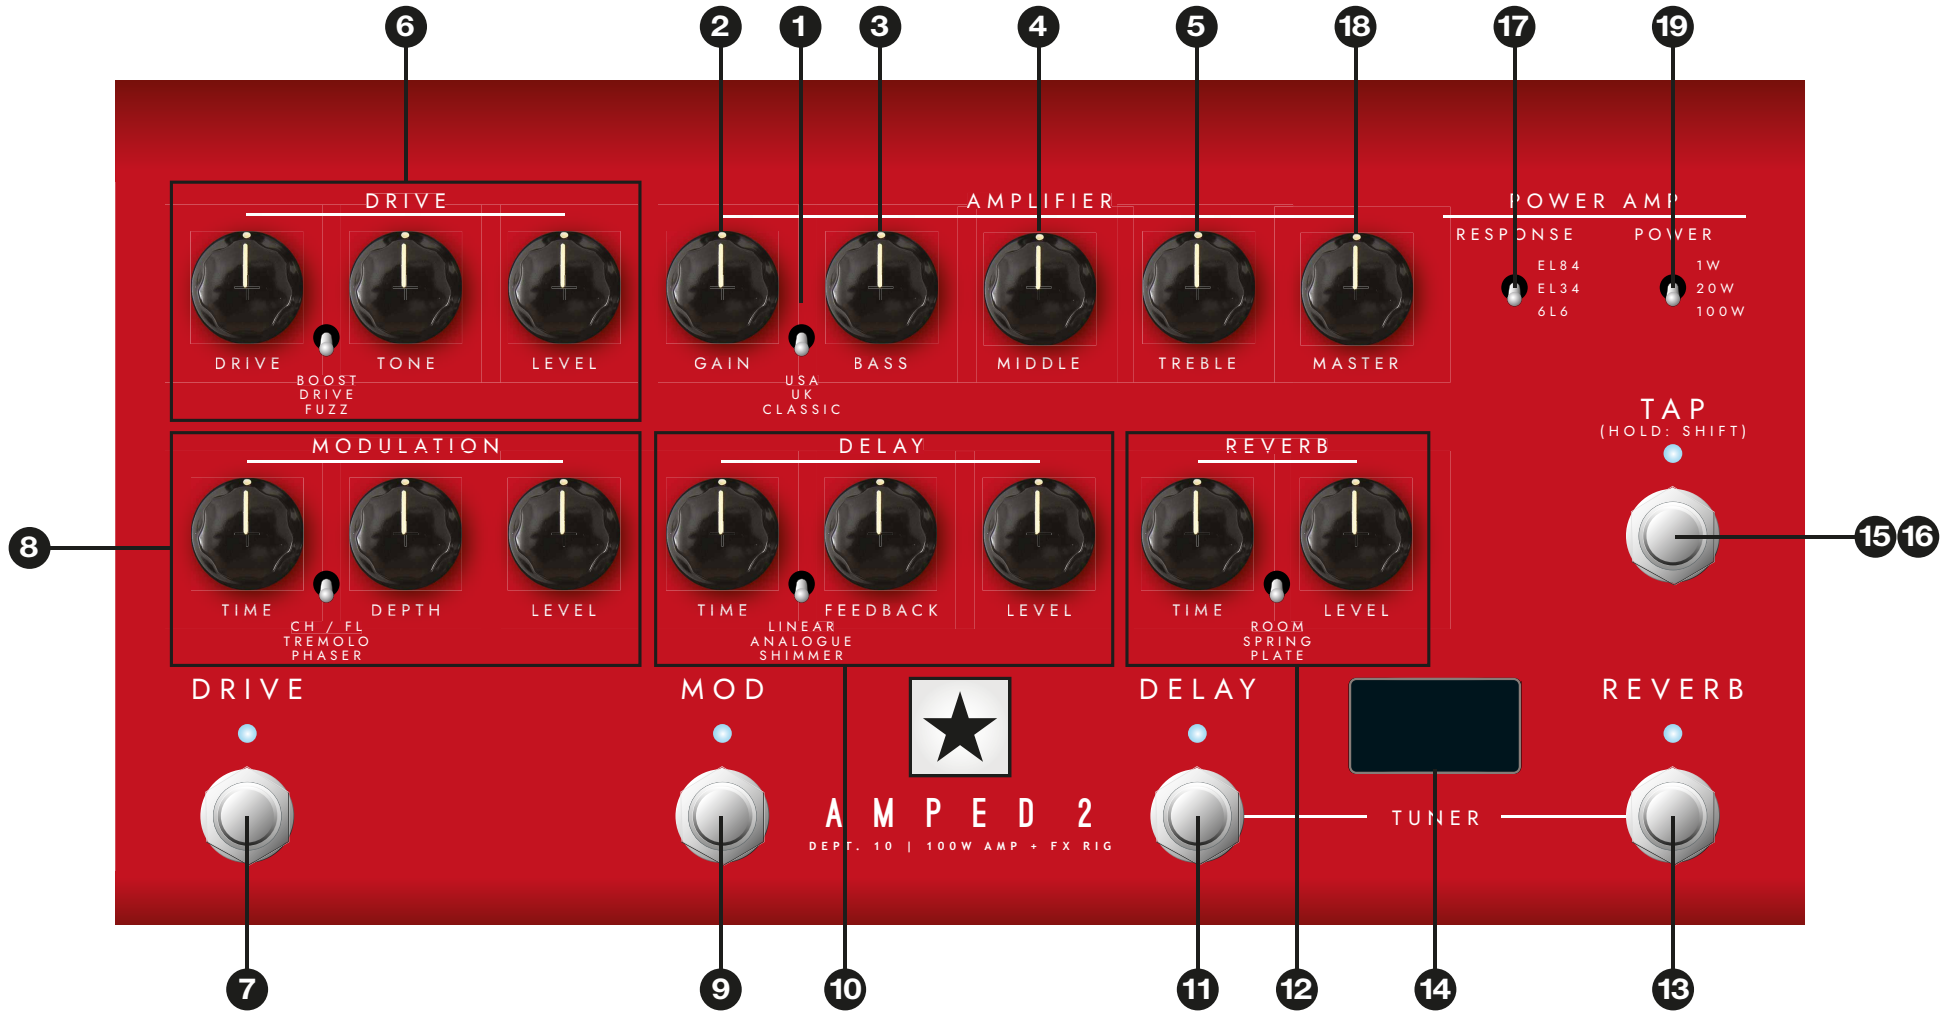 6 2 1 3 4 5 18 17 19
DRIVE
AMPLIFIER
POWER AMP
RESPONSE POWER
EL84
EL34
6L6
1W
20W
100W
DRIVE TONE LEVEL
BOOST
DRIVE
FUZZ
GAIN BASS MIDDLE TREBLE MASTER
USA
UK
CLASSIC
TAP
(HOLD: SHIFT)
MODULATION
DELAY
REVERB
8
15 16
TIME DEPTH LEVEL
CH / FL
TREMOLO
PHASER
TIME FEEDBACK LEVEL
LINEAR
ANALOGUE
SHIMMER
TIME LEVEL
ROOM
SPRING
PLATE
DRIVE MOD DELAY REVERB
AMPED 2
DEPT. 10 | 100W AMP + FX RIG
TUNER
7 9 10 11 12 14 13